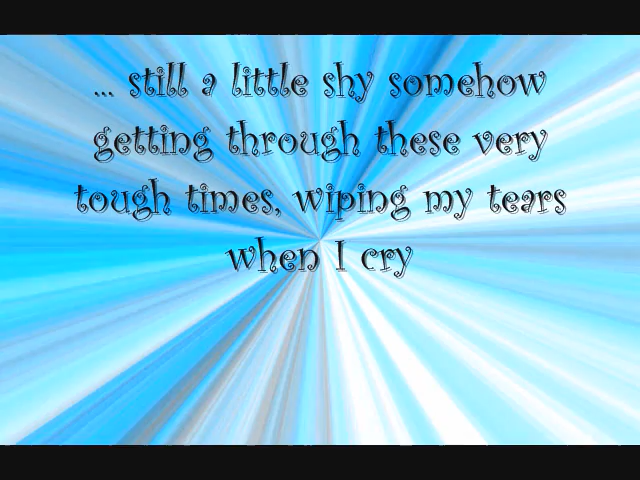 ... still a little shy somehow
getting through these very
tough times, wiping my tears
when I cry